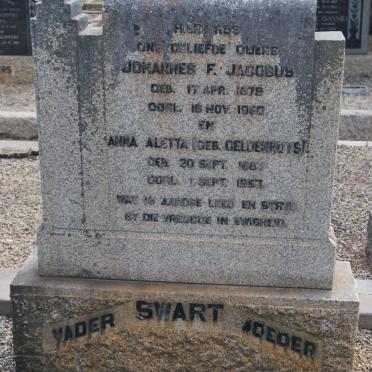 HIER RUS
ONS GELIEFDE OUERS
JOHANNES F. JACOBUS
GEB. 17 APR. 1879
OORL. 16 NOV. 1960
EN
ANNA ALETTA (GEB. GELDENHUYS)
GEB. 20 SEPT.
OORL. 1 SEPT. 1957
WAT IN AARDSE LEED EN STRYD
BY DIE VREUGDE IN EWIGHEID.
VADER SWART MOEDER